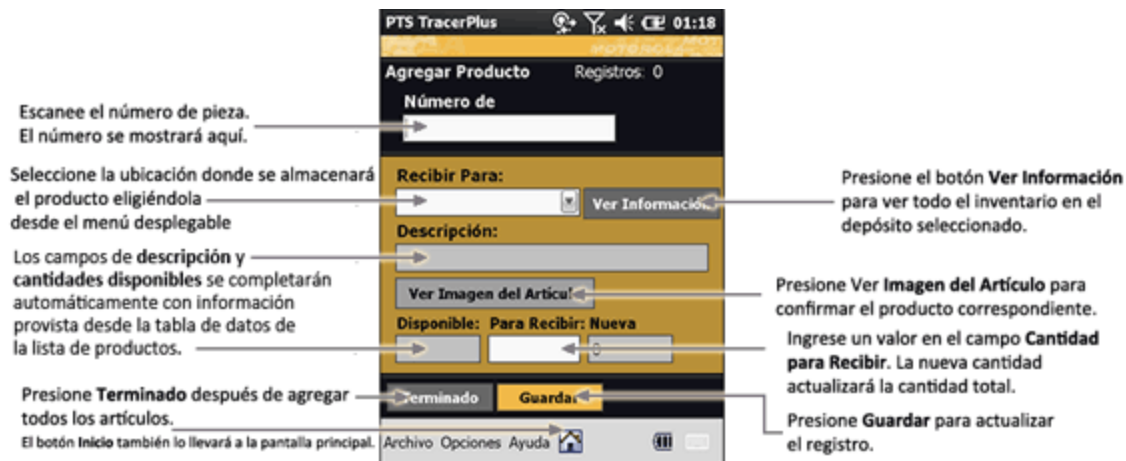 PTS TracerPlus 01:18
MOTOROLA
Agregar Producto Registros: 0
Número de
Escanee el número de pieza.
El número se mostrará aquí.
Seleccione la ubicación donde se almacenará
el producto eligiéndola
desde el menú desplegable
Recibir Para:
Ver Información
Presione el botón Ver Información
para ver todo el inventario en el
depósito seleccionado.
Descripción:
Los campos de descripción y
cantidades disponibles se completarán
automáticamente con información
provista desde la tabla de datos de
la lista de productos.
Ver Imagen del Artícul
Presione Ver Imagen del Artículo para
confirmar el producto correspondiente.
Disponible: Para Recibir: Nueva
0
Ingrese un valor en el campo Cantidad
para Recibir. La nueva cantidad
actualizará la cantidad total.
Presione Terminado después de agregar
todos los artículos.
El botón Inicio también lo llevará a la pantalla principal.
Terminado Guardar
Presione Guardar para actualizar
el registro.
Archivo Opciones Ayuda